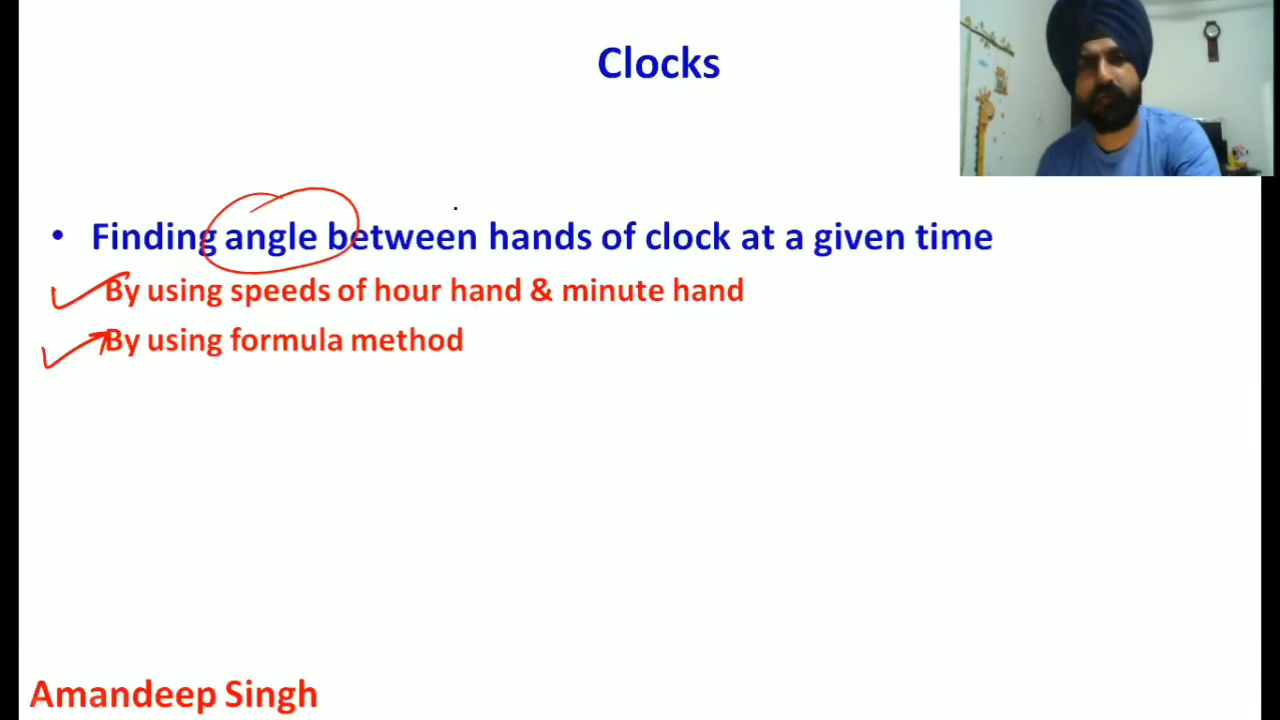 Clocks
• Finding angle between hands of clock at a given time
By using speeds of hour hand & minute hand
By using formula method
Amandeep Singh